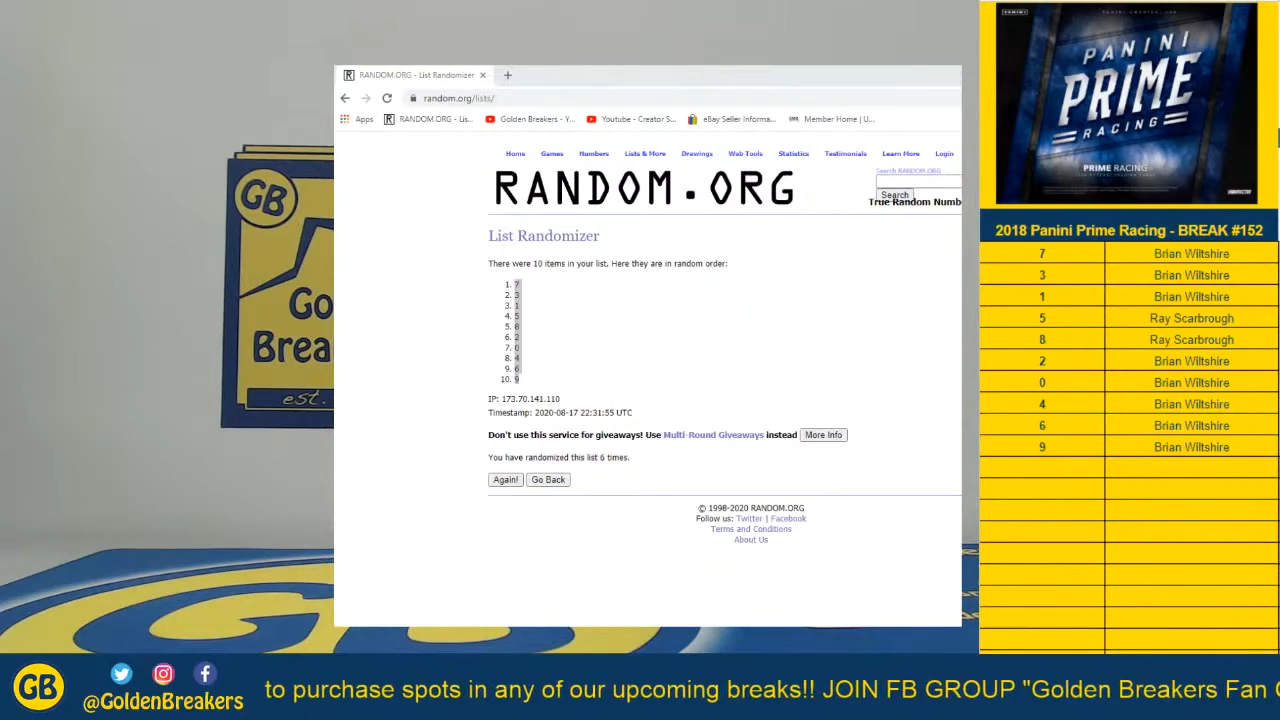 RANDOM.ORG - List Randomizer
random.org/lists/
Apps
RANDOM.ORG - Lis...
Golden Breakers - Y...
Youtube - Creator S...
eBay Seller Informa...
Member Home | U...
Home Games Numbers Lists & More Drawings Web Tools Statistics Testimonials Learn More Login
RANDOM.ORG
Search RANDOM.ORG
Search
True Random Numb
List Randomizer
There were 10 items in your list. Here they are in random order:
1. 7
2. 3
3. 1
4. 5
5. 8
6. 2
7. 0
8. 4
9. 6
10. 9
IP: 173.70.141.110
Timestamp: 2020-08-17 22:31:55 UTC
Don't use this service for giveaways! Use Multi-Round Giveaways instead More Info
You have randomized this list 6 times.
Again! Go Back
© 1998-2020 RANDOM.ORG
Follow us: Twitter | Facebook
Terms and Conditions
About Us
GB
Go
Brea
est.
PANINI
PANINI
PRIME
RACING
PRIME RACING
2018 Panini Prime Racing - BREAK #152
7 Brian Wiltshire
3 Brian Wiltshire
1 Brian Wiltshire
5 Ray Scarbrough
8 Ray Scarbrough
2 Brian Wiltshire
0 Brian Wiltshire
4 Brian Wiltshire
6 Brian Wiltshire
9 Brian Wiltshire
GB
@GoldenBreakers
to purchase spots in any of our upcoming breaks!! JOIN FB GROUP "Golden Breakers Fan